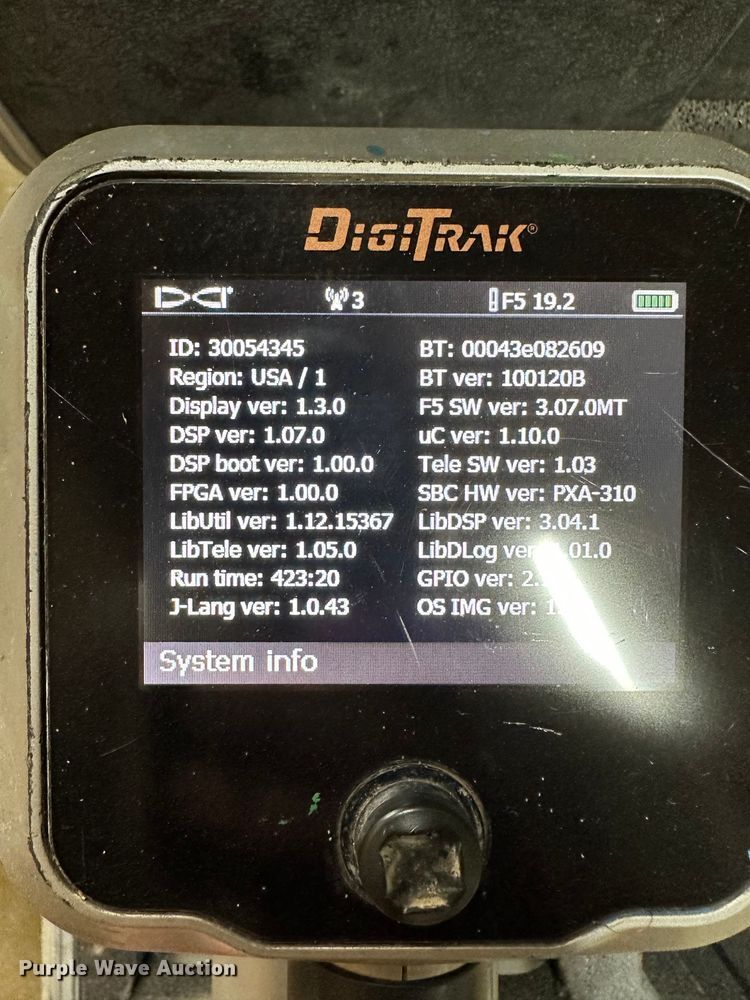 DIGITRAK®
DCI® 3 F5 19.2
ID: 30054345 BT: 00043e082609
Region: USA / 1 BT ver: 100120B
Display ver: 1.3.0 F5 SW ver: 3.07.0MT
DSP ver: 1.07.0 uC ver: 1.10.0
DSP boot ver: 1.00.0 Tele SW ver: 1.03
FPGA ver: 1.00.0 SBC HW ver: PXA-310
LibUtil ver: 1.12.15367 LibDSP ver: 3.04.1
LibTele ver: 1.05.0 LibDLog
Run time: 423:20 GPIO ver:
J-Lang ver: 1.0.43 OS IMG ver:
System info
Purple Wave Auction